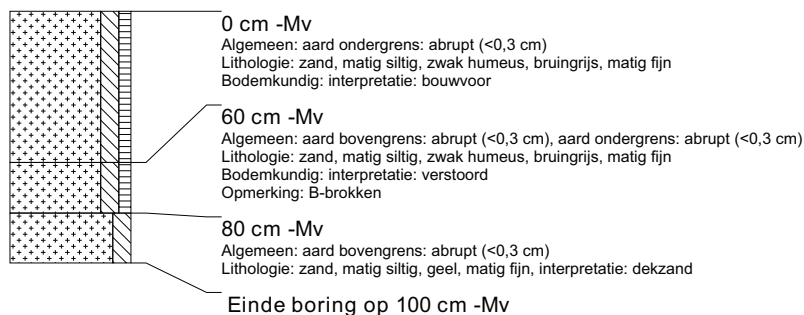 0 cm -Mv
Algemeen: aard ondergrens: abrupt (<0,3 cm)
Lithologie: zand, matig siltig, zwak humeus, bruingrijs, matig fijn
Bodemkundig: interpretatie: bouwvoor
60 cm -Mv
Algemeen: aard bovengrens: abrupt (<0,3 cm), aard ondergrens: abrupt (<0,3 cm)
Lithologie: zand, matig siltig, zwak humeus, bruingrijs, matig fijn
Bodemkundig: interpretatie: verstoord
Opmerking: B-brokken
80 cm -Mv
Algemeen: aard bovengrens: abrupt (<0,3 cm)
Lithologie: zand, matig siltig, geel, matig fijn, interpretatie: dekzand
Einde boring op 100 cm -Mv